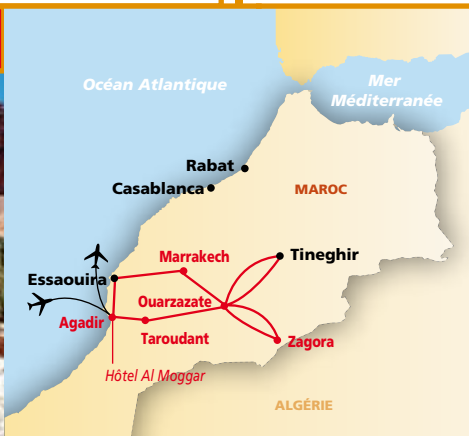 Océan Atlantique
Mer
Méditerranée
Rabat
Casablanca
MAROC
Marrakech
Tineghir
Essaouira
Ouarzazate
Agadir
Taroudant
Zagora
Hôtel Al Moggar
ALGÉRIE